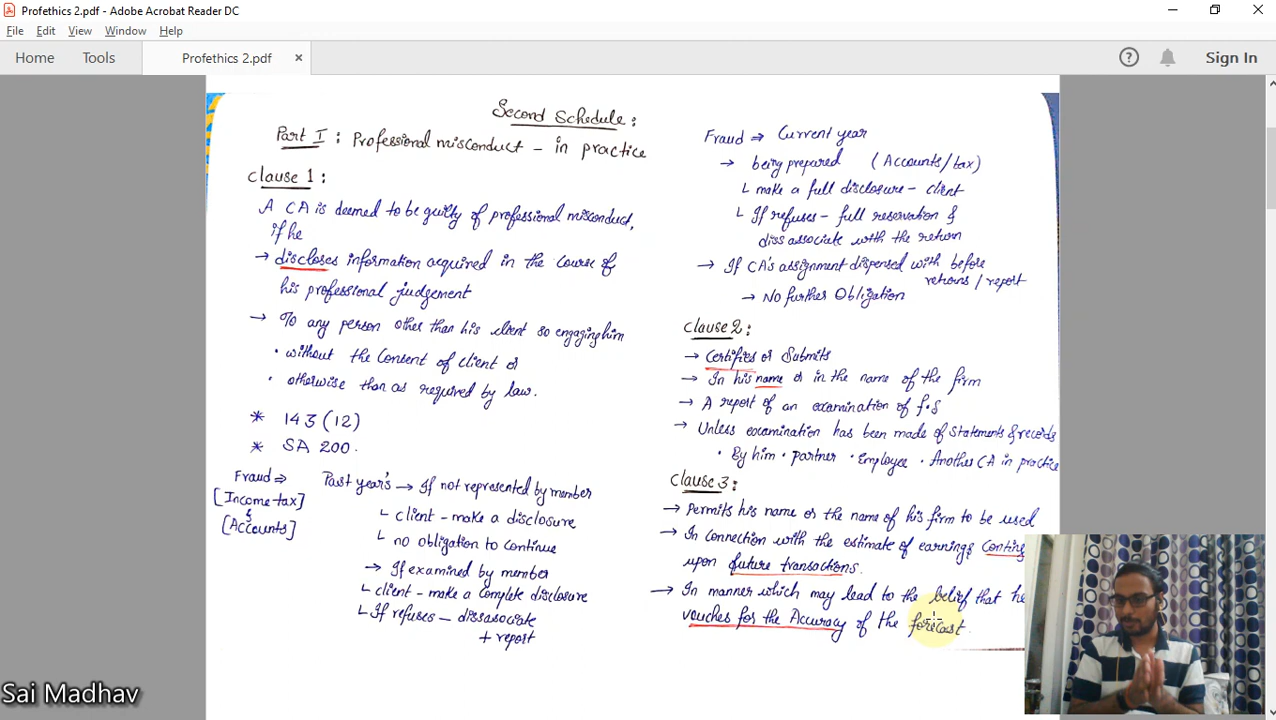 Profethics 2.pdf - Adobe Acrobat Reader DC
File Edit View Window Help
Home Tools Profethics 2.pdf × Sign In
Second Schedule:
Part I : Professional misconduct - in practice
Clause 1:
A CA is deemed to be guilty of professional misconduct,
if he
→ discloses information acquired in the course of
his professional judgement
→ To any person other than his client so engaging him
• without the Consent of client or
• otherwise than as required by law.
* 143(12)
* SA 200.
Fraud ⇒
[Income-tax]
[Accounts]
Past year's → If not represented by member
client - make a disclosure
no obligation to continue
→ If examined by member
client - make a complete disclosure
If refuses - dissasociate
+ report
Fraud ⇒ Current year
→ being prepared (Accounts/tax)
make a full disclosure - client
If refuses - full reservation &
dissassociate with the return
→ If CA's assignment dispensed with before
returns / report
→ No further Obligation
Clause 2:
→ Certifies or Submits
→ In his name or in the name of the firm
→ A report of an examination of f.s
→ Unless examination has been made of statements & records
• By him • partner • Employee • Another CA in practice
Clause 3:
→ Permits his name or the name of his firm to be used
→ In connection with the estimate of earnings Conting
upon future transactions.
→ In manner which may lead to the belief that he
vouches for the Accuracy of the forecast.
Sai Madhav